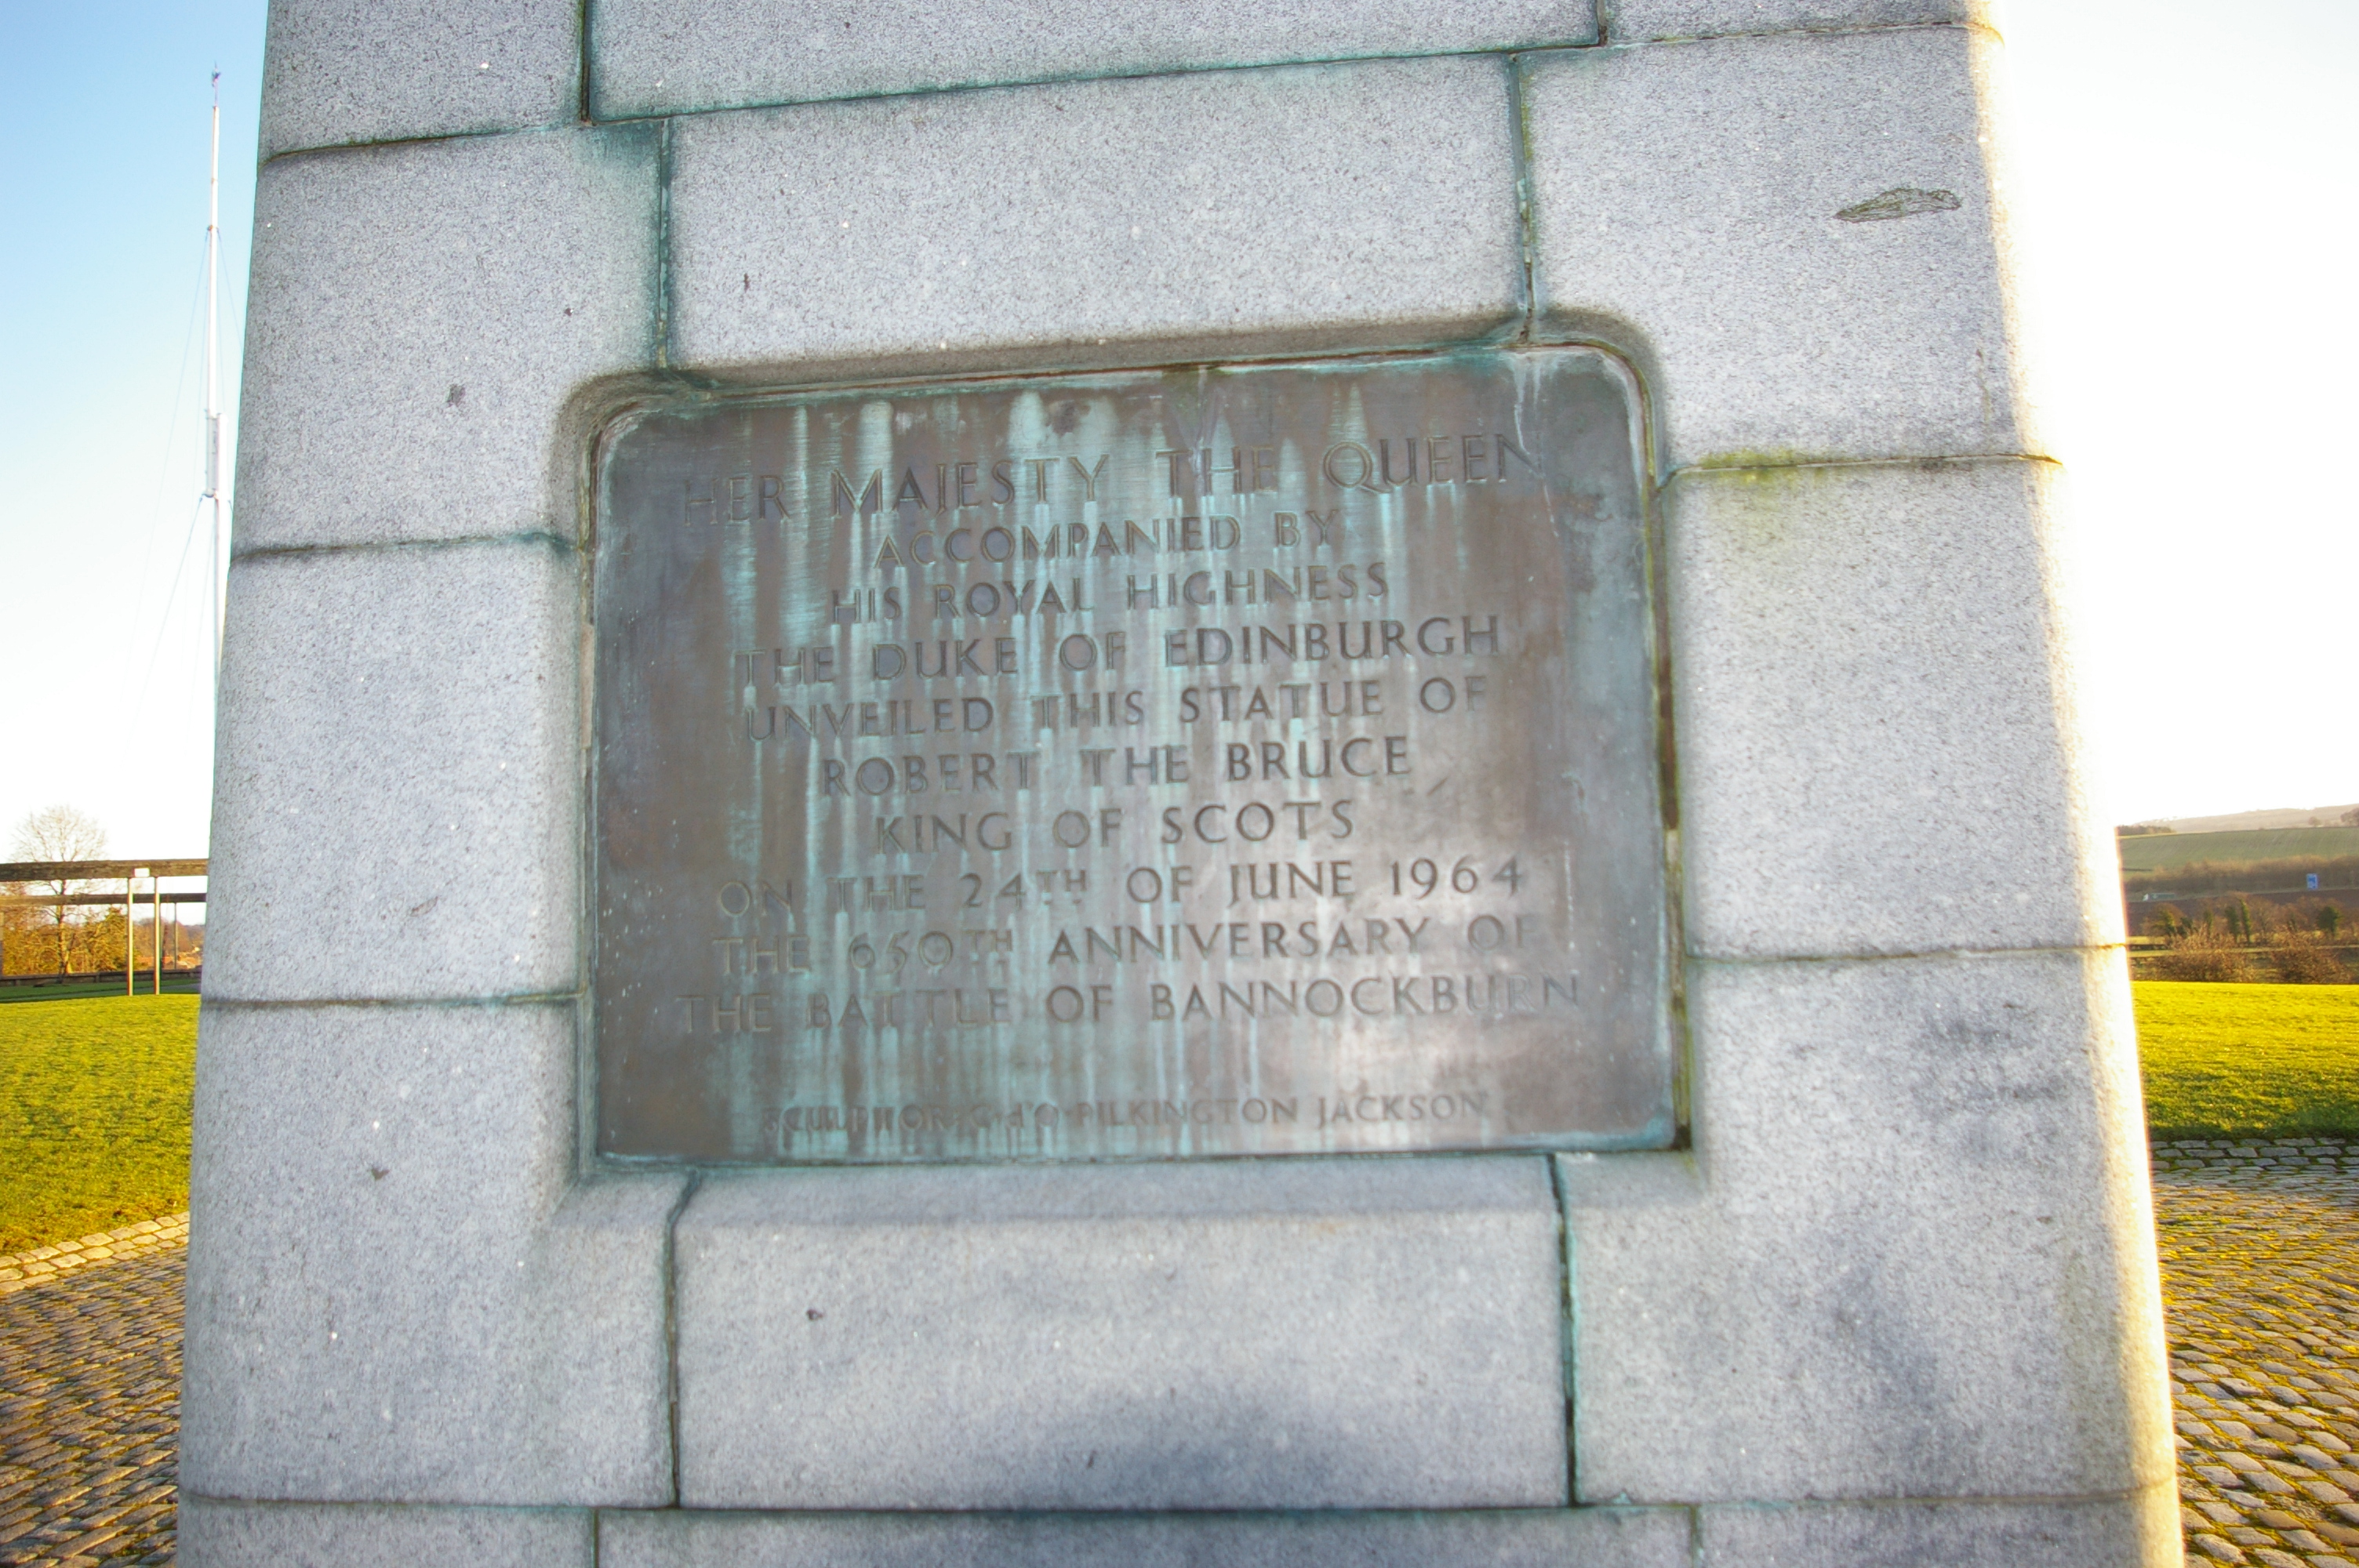 HER MAJESTY THE QUEEN
ACCOMPANIED BY
HIS ROYAL HIGHNESS
THE DUKE OF EDINBURGH
UNVEILED THIS STATUE OF
ROBERT THE BRUCE
KING OF SCOTS
ON THE 24TH OF JUNE 1964
THE 650TH ANNIVERSARY OF
THE BATTLE OF BANNOCKBURN
SCULPTOR · C · d'O · PILKINGTON JACKSON